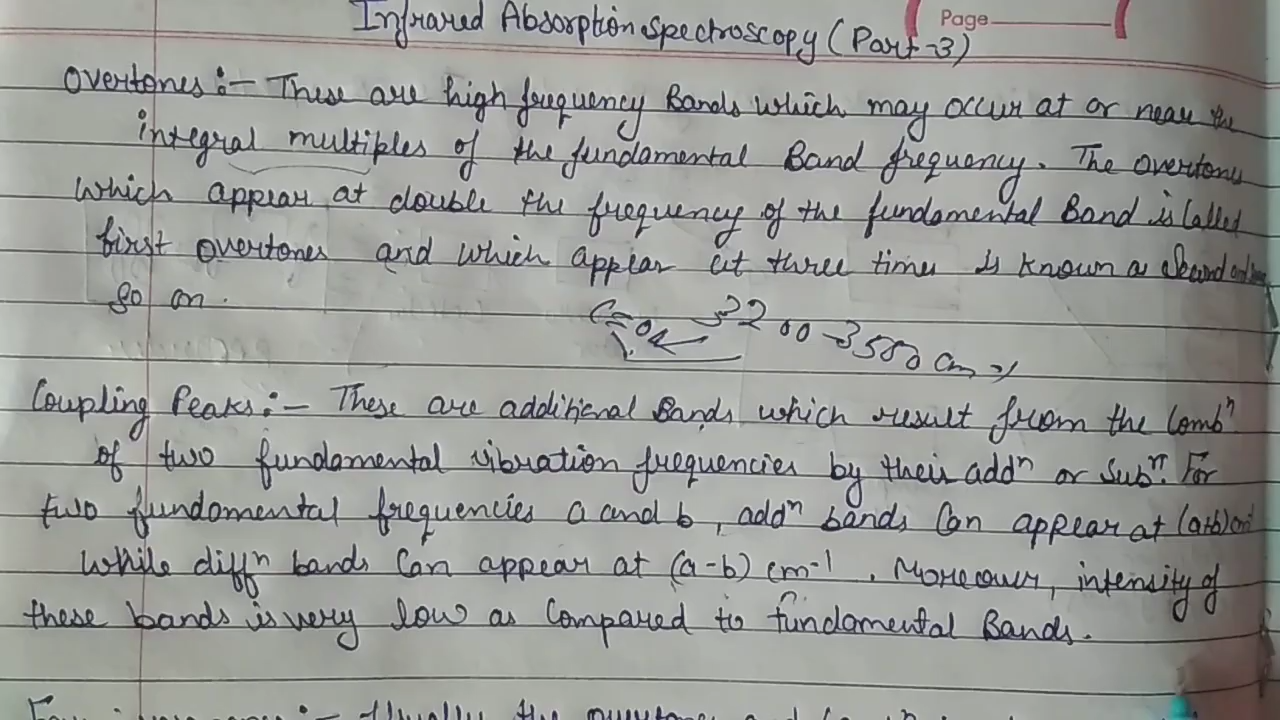 Infrared Absorption Spectroscopy (Part-3)
Page
Overtones :- These are high frequency Bands which may occur at or near the
integral multiples of the fundamental Band frequency. The overtones
which appear at double the frequency of the fundamental Band is Called
first overtones and which appear at three times is known as Second and
So on.
3200-3500 cm-1
Coupling Peaks :- These are additional Bands which result from the Combn
of two fundamental vibration frequencies by their addn or Subn. For
two fundamental frequencies a and b, addn bands Can appear at (a+b) cm-1
while diffn bands Can appear at (a-b) cm-1. Moreover, intensity of
these bands is very low as Compared to fundamental Bands.
:- Usually the